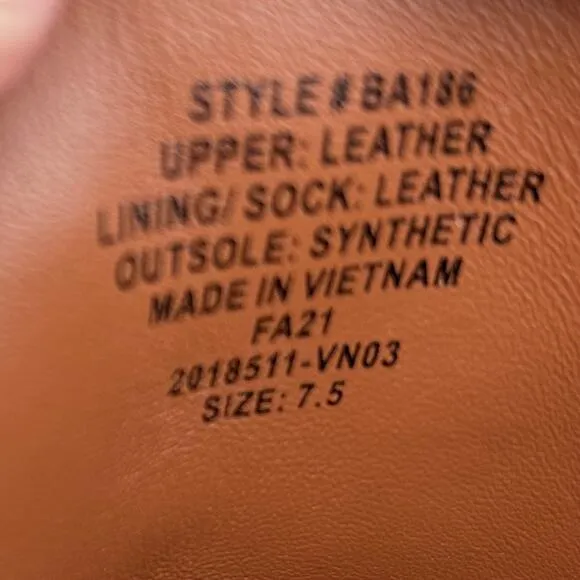 STYLE # BA186
UPPER: LEATHER
LINING/ SOCK: LEATHER
OUTSOLE: SYNTHETIC
MADE IN VIETNAM
FA21
2018511-VN03
SIZE: 7.5